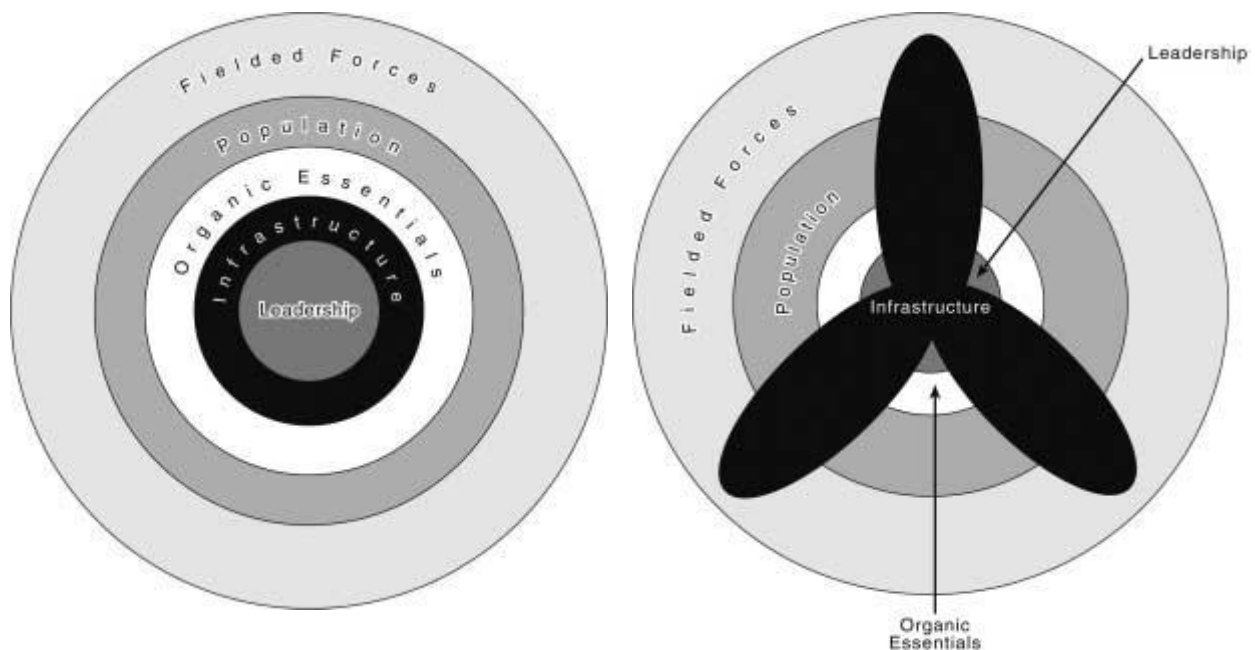 Fielded Forces
Population
Organic Essentials
Infrastructure
Leadership
Leadership
Fielded Forces
Population
Infrastructure
Organic
Essentials